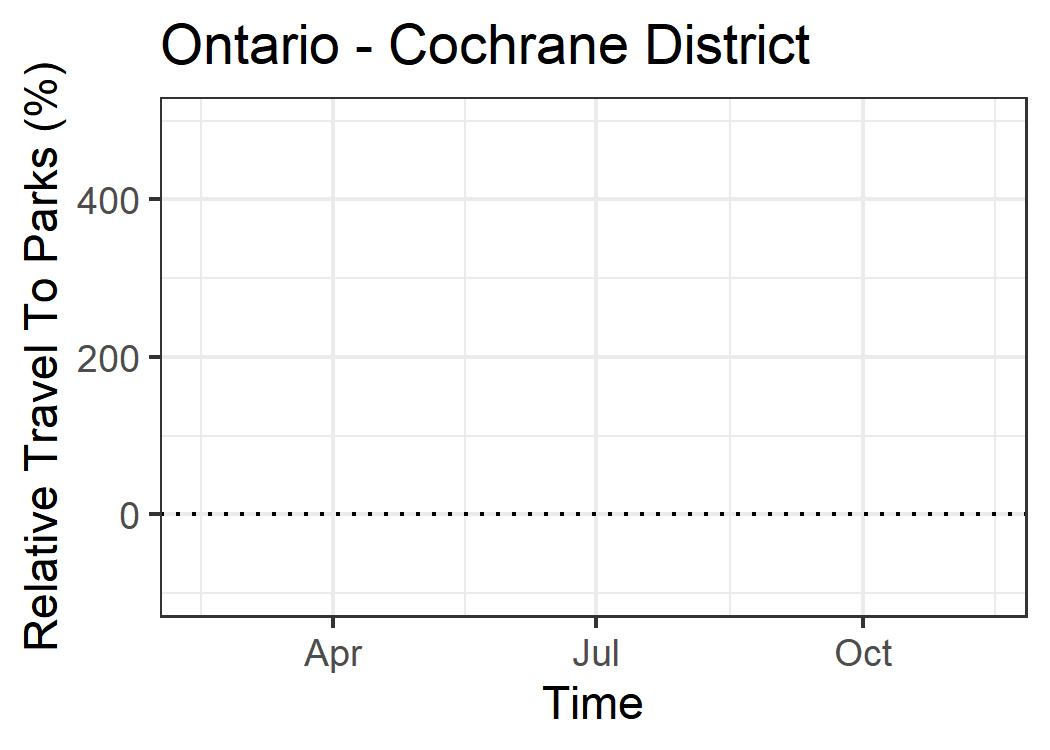 Ontario - Cochrane District
Relative Travel To Parks (%)
400
200
0
Apr
Jul
Oct
Time